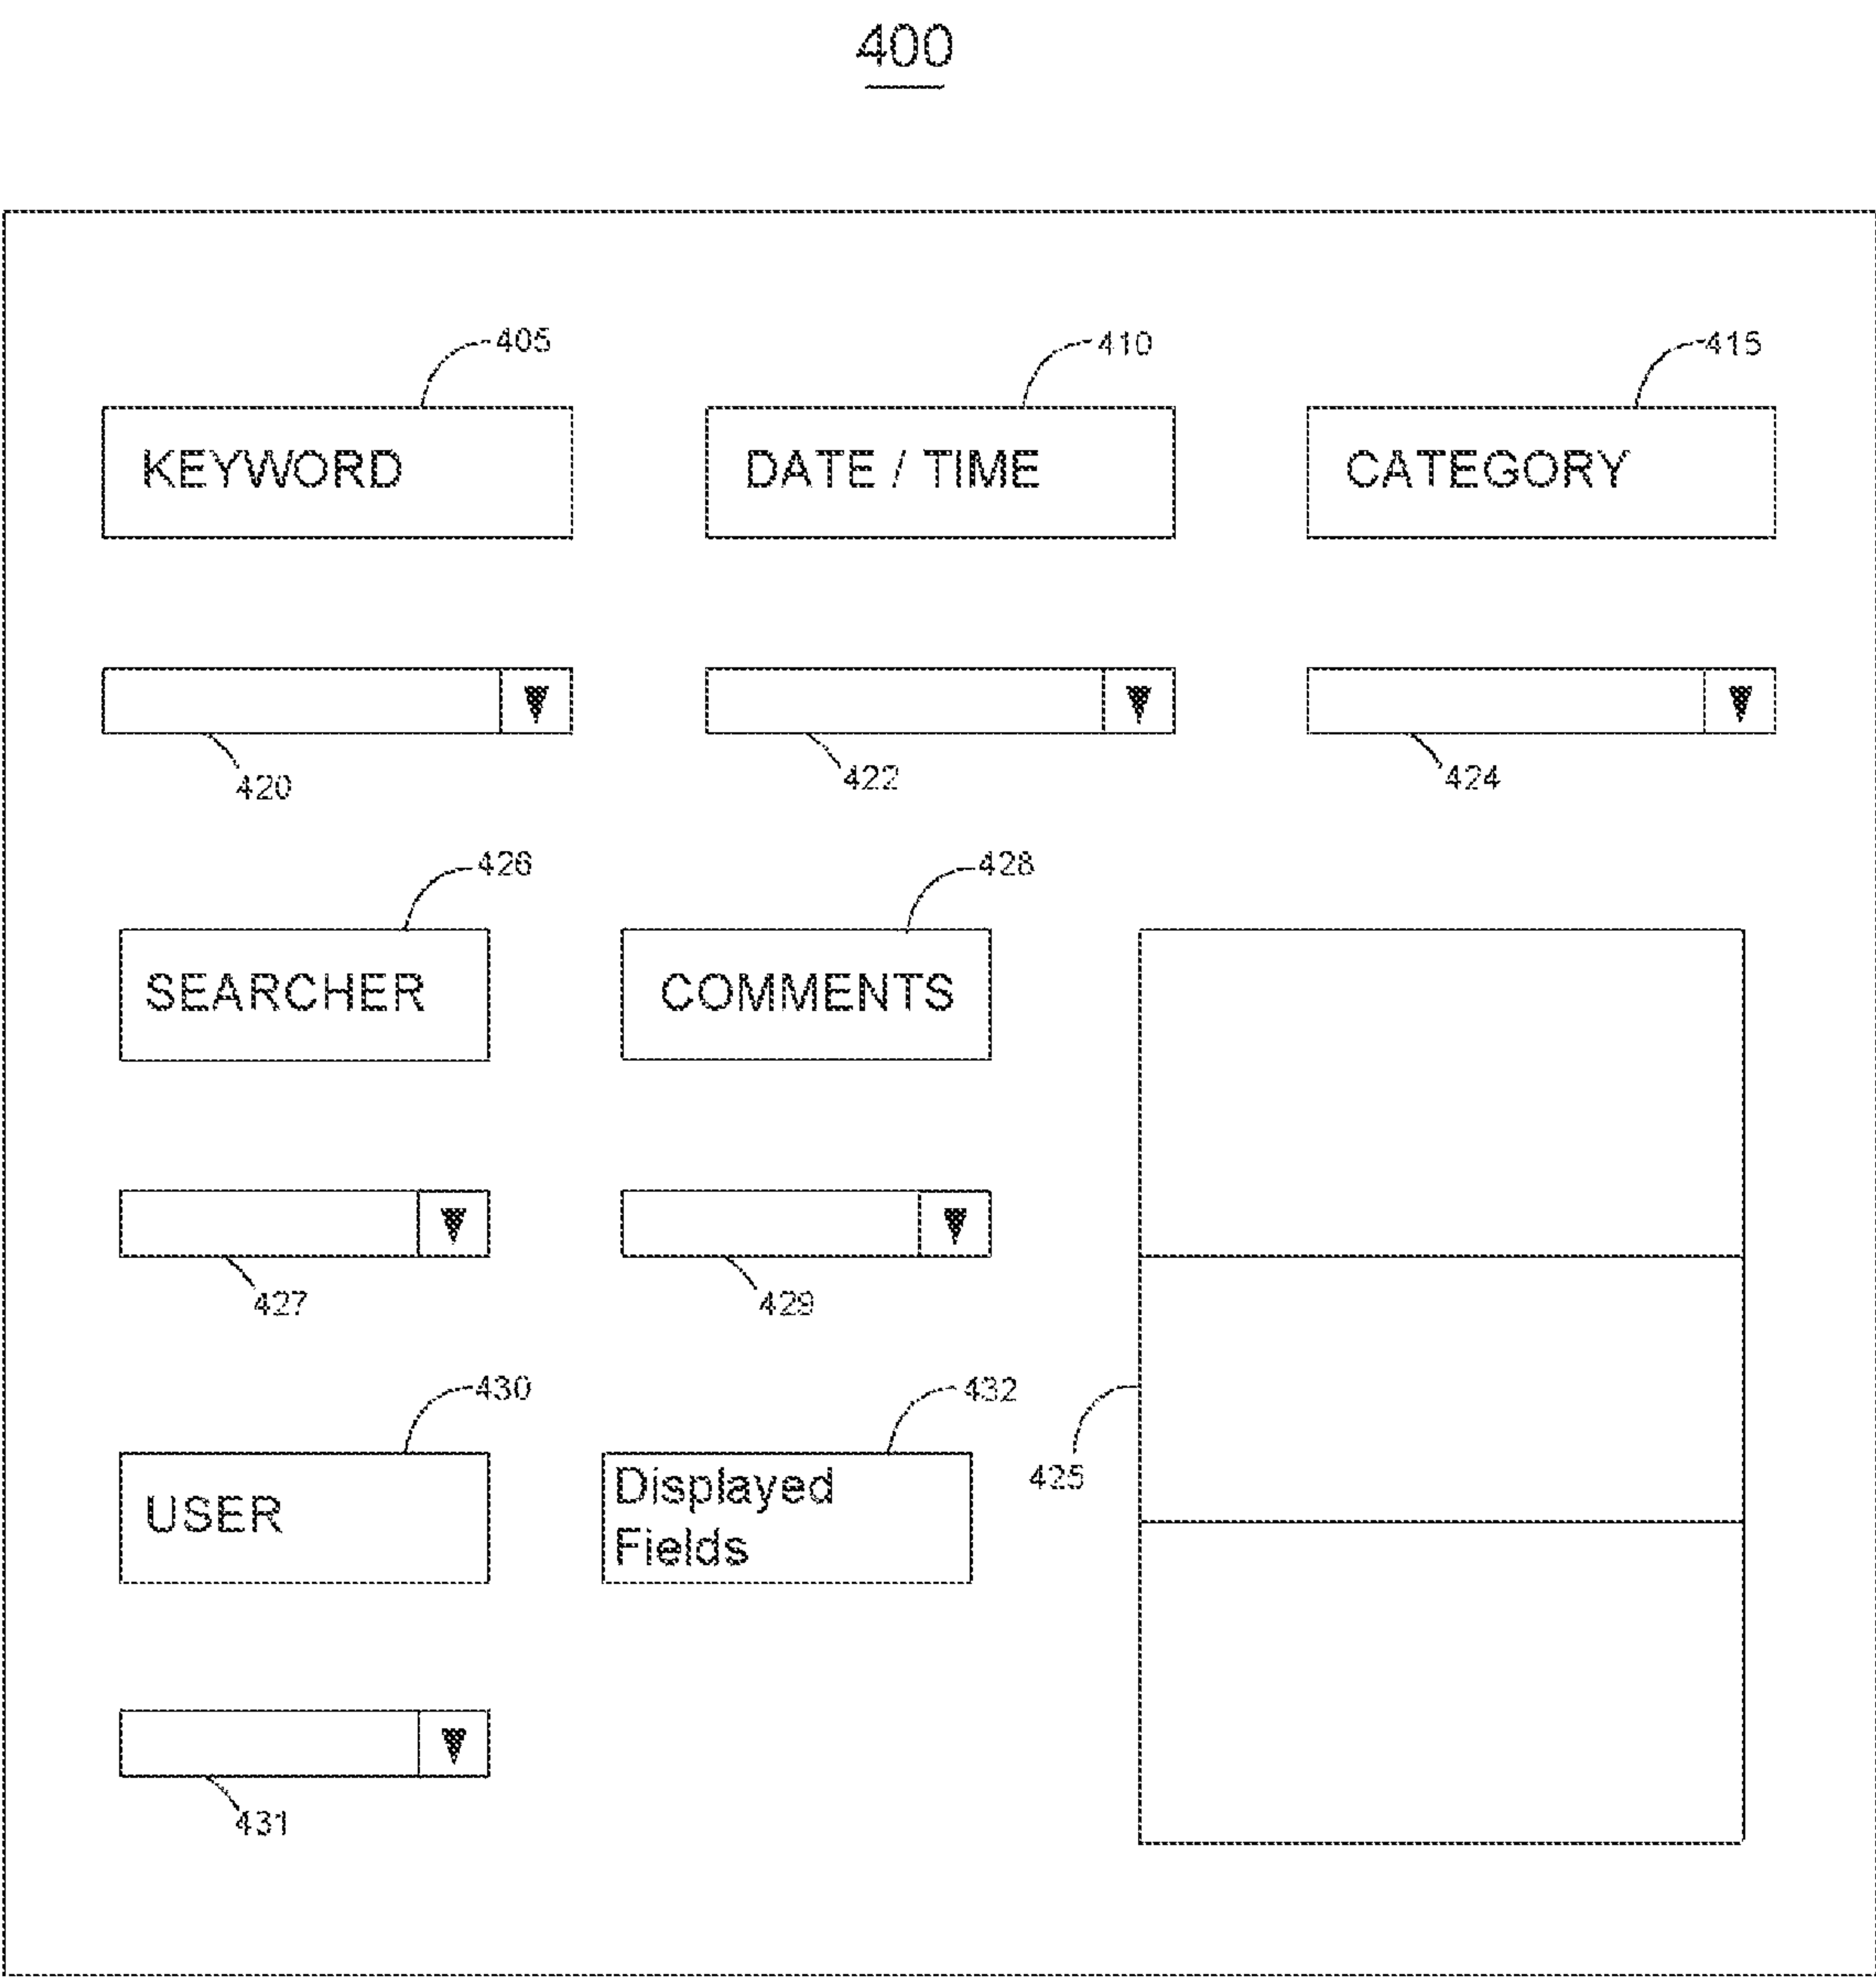 400
405
410
415
KEYWORD
DATE / TIME
CATEGORY
420
422
424
426
428
SEARCHER
COMMENTS
427
429
430
432
425
USER
Displayed
Fields
431